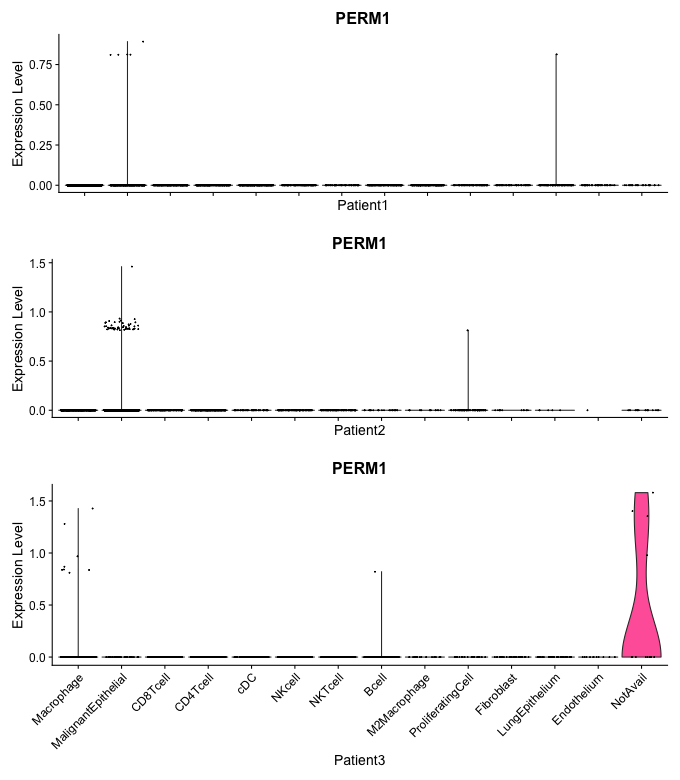 PERM1
Expression Level
0.75
0.50
0.25
0.00
Patient1
PERM1
Expression Level
1.5
1.0
0.5
0.0
Patient2
PERM1
Expression Level
1.5
1.0
0.5
0.0
Macrophage
MalignantEpithelial
CD8Tcell
CD4Tcell
cDC
NKcell
NKTcell
Bcell
M2Macrophage
ProliferatingCell
Fibroblast
LungEpithelium
Endothelium
NotAvail
Patient3